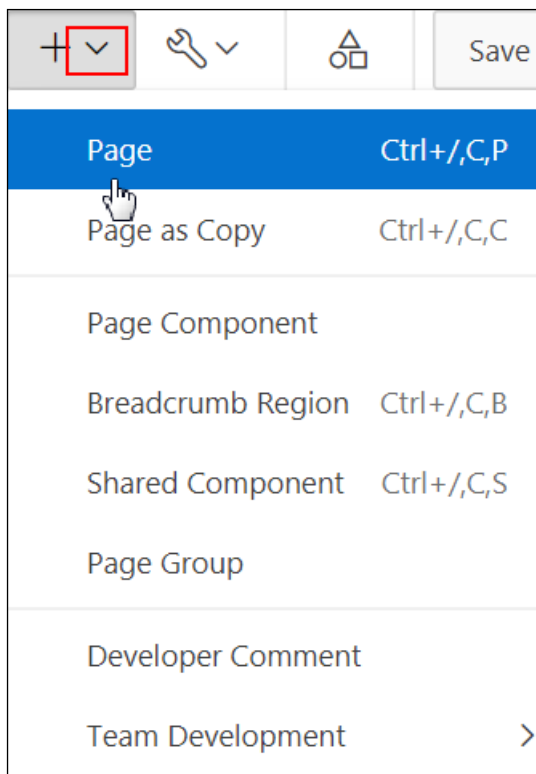 Save
Page Ctrl+/,C,P
Page as Copy Ctrl+/,C,C
Page Component
Breadcrumb Region Ctrl+/,C,B
Shared Component Ctrl+/,C,S
Page Group
Developer Comment
Team Development